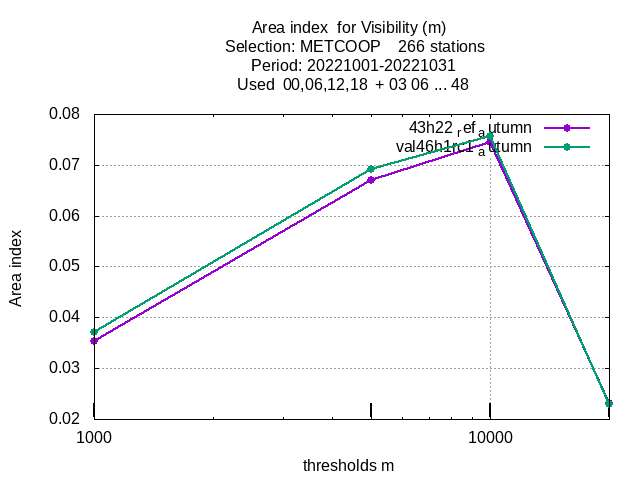 Area index  for Visibility (m)
Selection: METCOOP    266 stations
Period: 20221001-20221031
Used  00,06,12,18  + 03 06 ... 48
0.08
43h22ref autumn
val46h1rc1 autumn
0.07
0.06
0.05
0.04
0.03
0.02
Area index
1000
10000
thresholds m